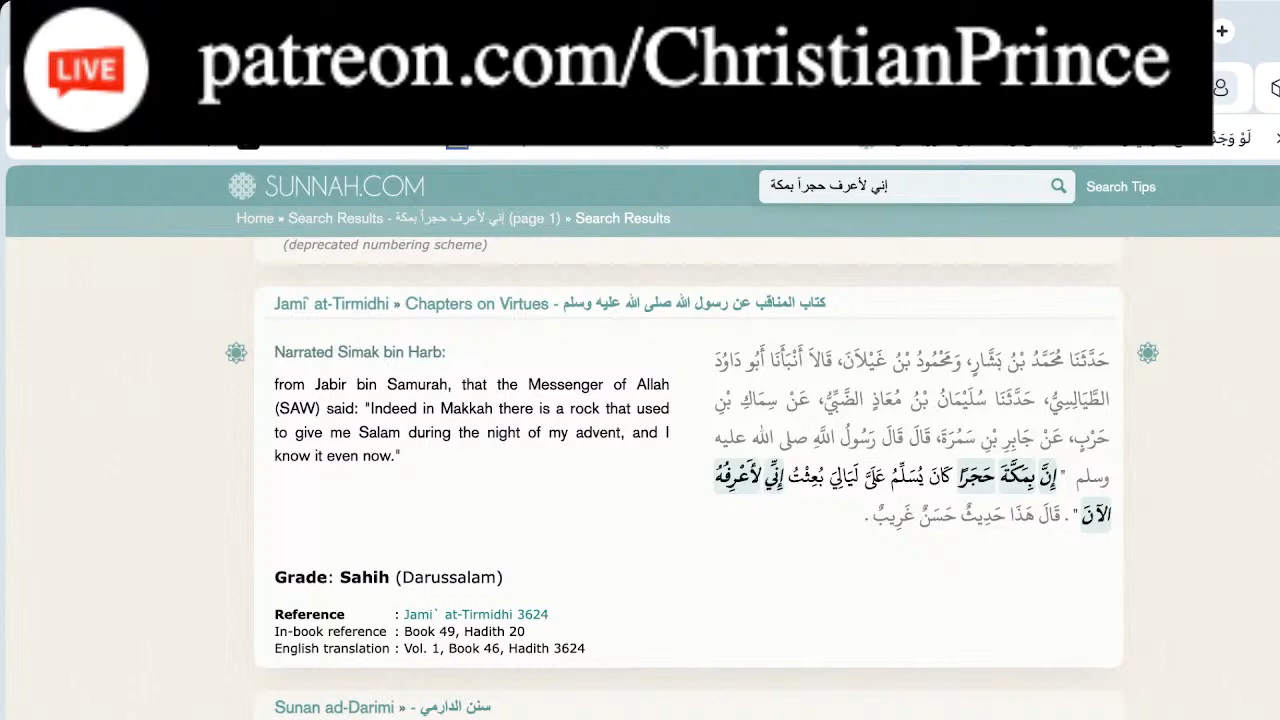 LIVE
patreon.com/ChristianPrince
SUNNAH.COM
إني لأعرف حجراً بمكة
Search Tips
Home » Search Results - إني لأعرف حجراً بمكة (page 1) » Search Results
(deprecated numbering scheme)
Jami` at-Tirmidhi » Chapters on Virtues - كتاب المناقب عن رسول الله صلى الله عليه وسلم
Narrated Simak bin Harb:
from Jabir bin Samurah, that the Messenger of Allah
(SAW) said: "Indeed in Makkah there is a rock that used
to give me Salam during the night of my advent, and I
know it even now."
حَدَّثَنَا مُحَمَّدُ بْنُ بَشَّارٍ، وَمَحْمُودُ بْنُ غَيْلاَنَ، قَالاَ أَنْبَأَنَا أَبُو دَاوُدَ
الطَّيَالِسِيُّ، حَدَّثَنَا سُلَيْمَانُ بْنُ مُعَاذٍ الضَّبِّيُّ، عَنْ سِمَاكِ بْنِ
حَرْبٍ، عَنْ جَابِرِ بْنِ سَمُرَةَ، قَالَ قَالَ رَسُولُ اللَّهِ صلى الله عليه
وسلم " إِنَّ بِمَكَّةَ حَجَرًا كَانَ يُسَلِّمُ عَلَىَّ لَيَالِيَ بُعِثْتُ إِنِّي لأَعْرِفُهُ
الآنَ " . قَالَ هَذَا حَدِيثٌ حَسَنٌ غَرِيبٌ .
Grade: Sahih (Darussalam)
Reference : Jami` at-Tirmidhi 3624
In-book reference : Book 49, Hadith 20
English translation : Vol. 1, Book 46, Hadith 3624
Sunan ad-Darimi » - سنن الدارمي